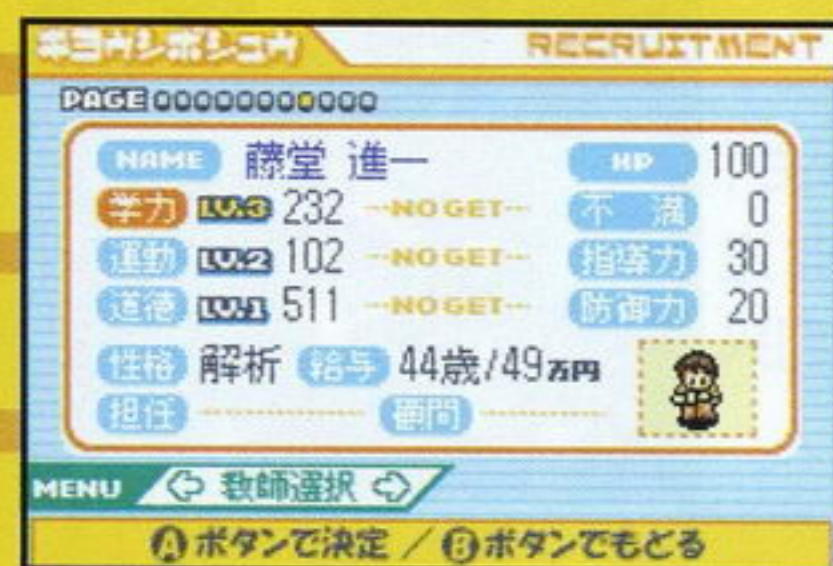 キョウシボシュウ RECRUITMENT
PAGE
NAME 藤堂 進一 HP 100
学力 LV.3 232 --NO GET-- 不満 0
運動 LV.2 102 --NO GET-- 指導力 30
道徳 LV.1 511 --NO GET-- 防御力 20
性格 解析 給与 44歳/49万円
担任 顧問
MENU 教師選択
Aボタンで決定 / Bボタンでもどる